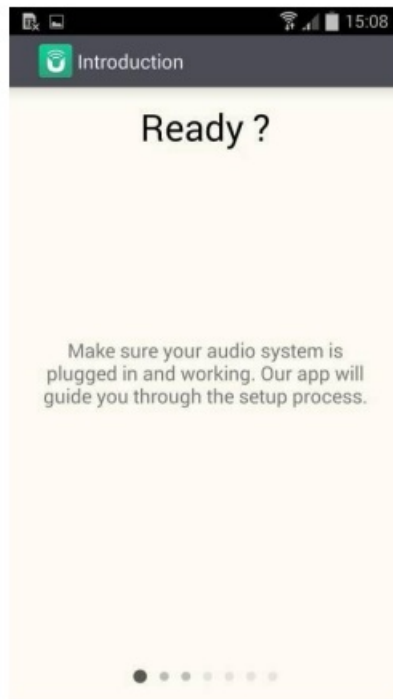 15:08
Introduction
Ready ?
Make sure your audio system is
plugged in and working. Our app will
guide you through the setup process.